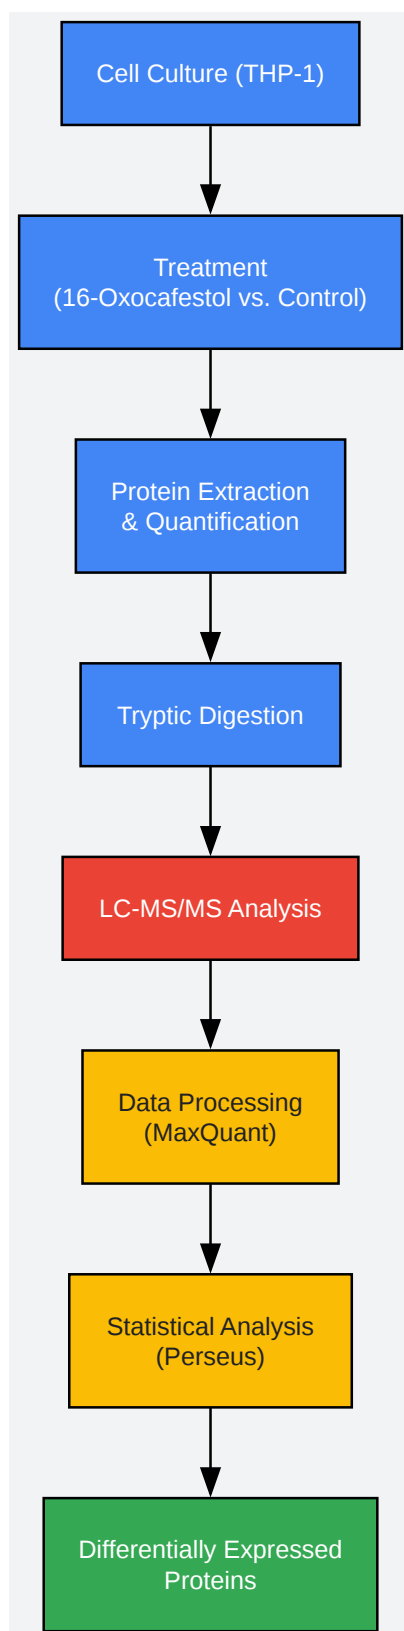 Cell Culture (THP-1)
Treatment
(16-Oxocafestol vs. Control)
Protein Extraction
& Quantification
Tryptic Digestion
LC-MS/MS Analysis
Data Processing
(MaxQuant)
Statistical Analysis
(Perseus)
Differentially Expressed
Proteins